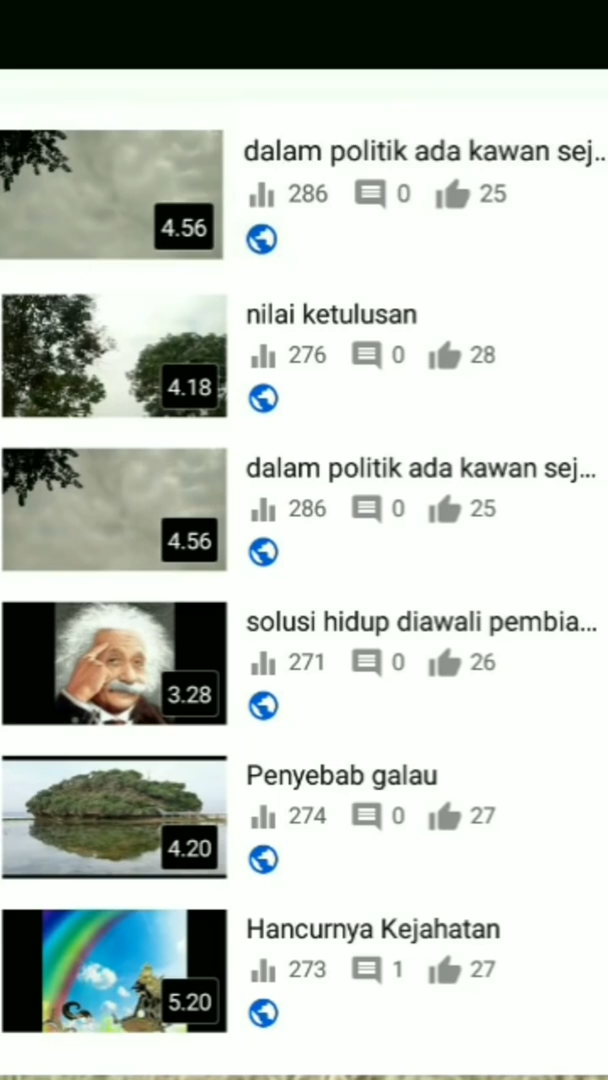 dalam politik ada kawan sej...
286 0 25
4.56
nilai ketulusan
276 0 28
4.18
dalam politik ada kawan sej...
286 0 25
4.56
solusi hidup diawali pembia...
271 0 26
3.28
Penyebab galau
274 0 27
4.20
Hancurnya Kejahatan
273 1 27
5.20